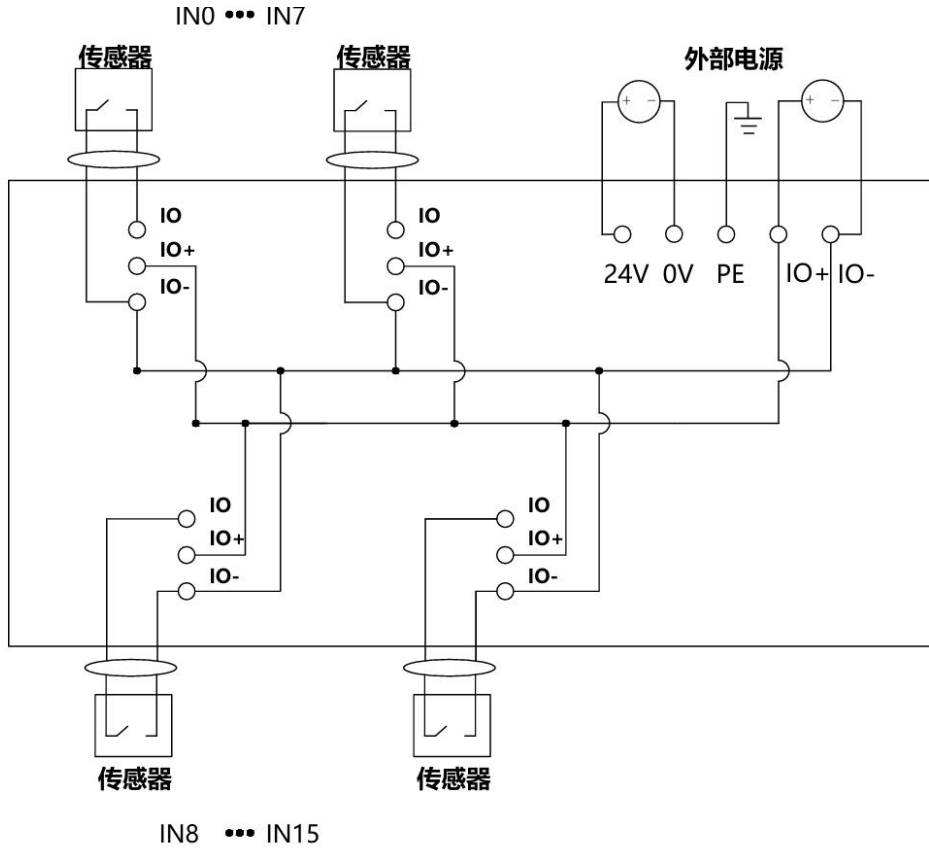 IN0 ••• IN7
传感器
传感器
外部电源
+ −
+ −
IO
IO+
IO-
IO
IO+
IO-
24V 0V PE IO+ IO-
IO
IO+
IO-
IO
IO+
IO-
传感器
传感器
IN8 ••• IN15